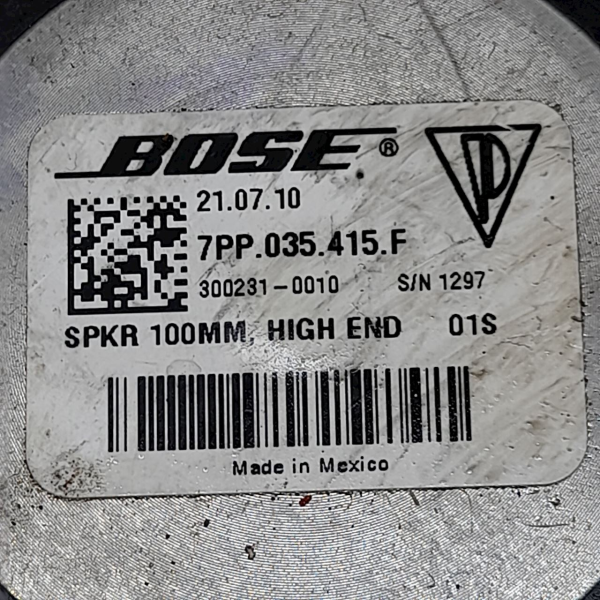 BOSE ®
21.07.10
7PP.035.415.F
300231-0010 S/N 1297
SPKR 100MM, HIGH END 01S
Made in Mexico